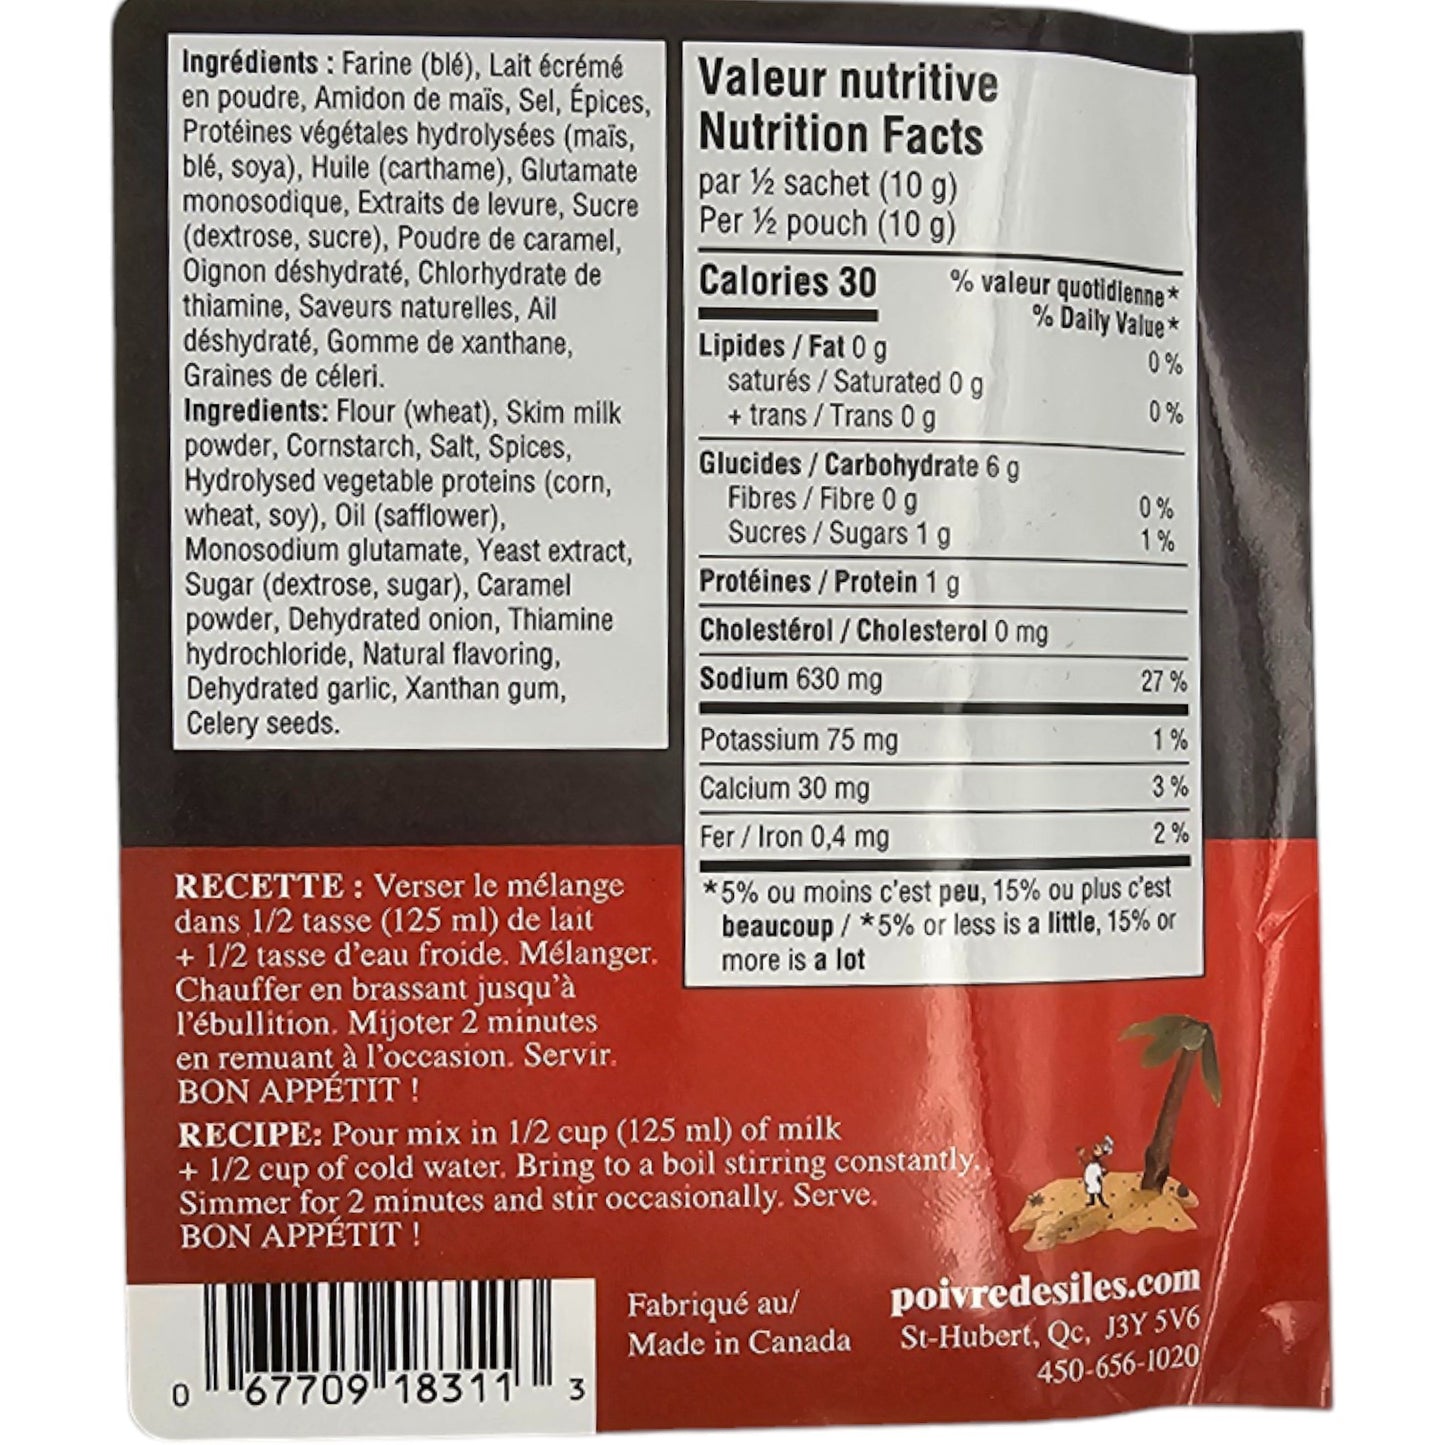 Ingrédients : Farine (blé), Lait écrémé
en poudre, Amidon de maïs, Sel, Épices,
Protéines végétales hydrolysées (maïs,
blé, soya), Huile (carthame), Glutamate
monosodique, Extraits de levure, Sucre
(dextrose, sucre), Poudre de caramel,
Oignon déshydraté, Chlorhydrate de
thiamine, Saveurs naturelles, Ail
déshydraté, Gomme de xanthane,
Graines de céleri.
Ingredients: Flour (wheat), Skim milk
powder, Cornstarch, Salt, Spices,
Hydrolysed vegetable proteins (corn,
wheat, soy), Oil (safflower),
Monosodium glutamate, Yeast extract,
Sugar (dextrose, sugar), Caramel
powder, Dehydrated onion, Thiamine
hydrochloride, Natural flavoring,
Dehydrated garlic, Xanthan gum,
Celery seeds.
Valeur nutritive
Nutrition Facts
par ½ sachet (10 g)
Per ½ pouch (10 g)
Calories 30 % valeur quotidienne*
% Daily Value*
Lipides / Fat 0 g 0 %
saturés / Saturated 0 g
+ trans / Trans 0 g 0 %
Glucides / Carbohydrate 6 g
Fibres / Fibre 0 g 0 %
Sucres / Sugars 1 g 1 %
Protéines / Protein 1 g
Cholestérol / Cholesterol 0 mg
Sodium 630 mg 27 %
Potassium 75 mg 1 %
Calcium 30 mg 3 %
Fer / Iron 0,4 mg 2 %
*5% ou moins c'est peu, 15% ou plus c'est
beaucoup / *5% or less is a little, 15% or
more is a lot
RECETTE : Verser le mélange
dans 1/2 tasse (125 ml) de lait
+ 1/2 tasse d'eau froide. Mélanger.
Chauffer en brassant jusqu'à
l'ébullition. Mijoter 2 minutes
en remuant à l'occasion. Servir.
BON APPÉTIT !
RECIPE: Pour mix in 1/2 cup (125 ml) of milk
+ 1/2 cup of cold water. Bring to a boil stirring constantly.
Simmer for 2 minutes and stir occasionally. Serve.
BON APPÉTIT !
0 67709 18311 3
Fabriqué au/
Made in Canada
poivredesiles.com
St-Hubert, Qc, J3Y 5V6
450-656-1020